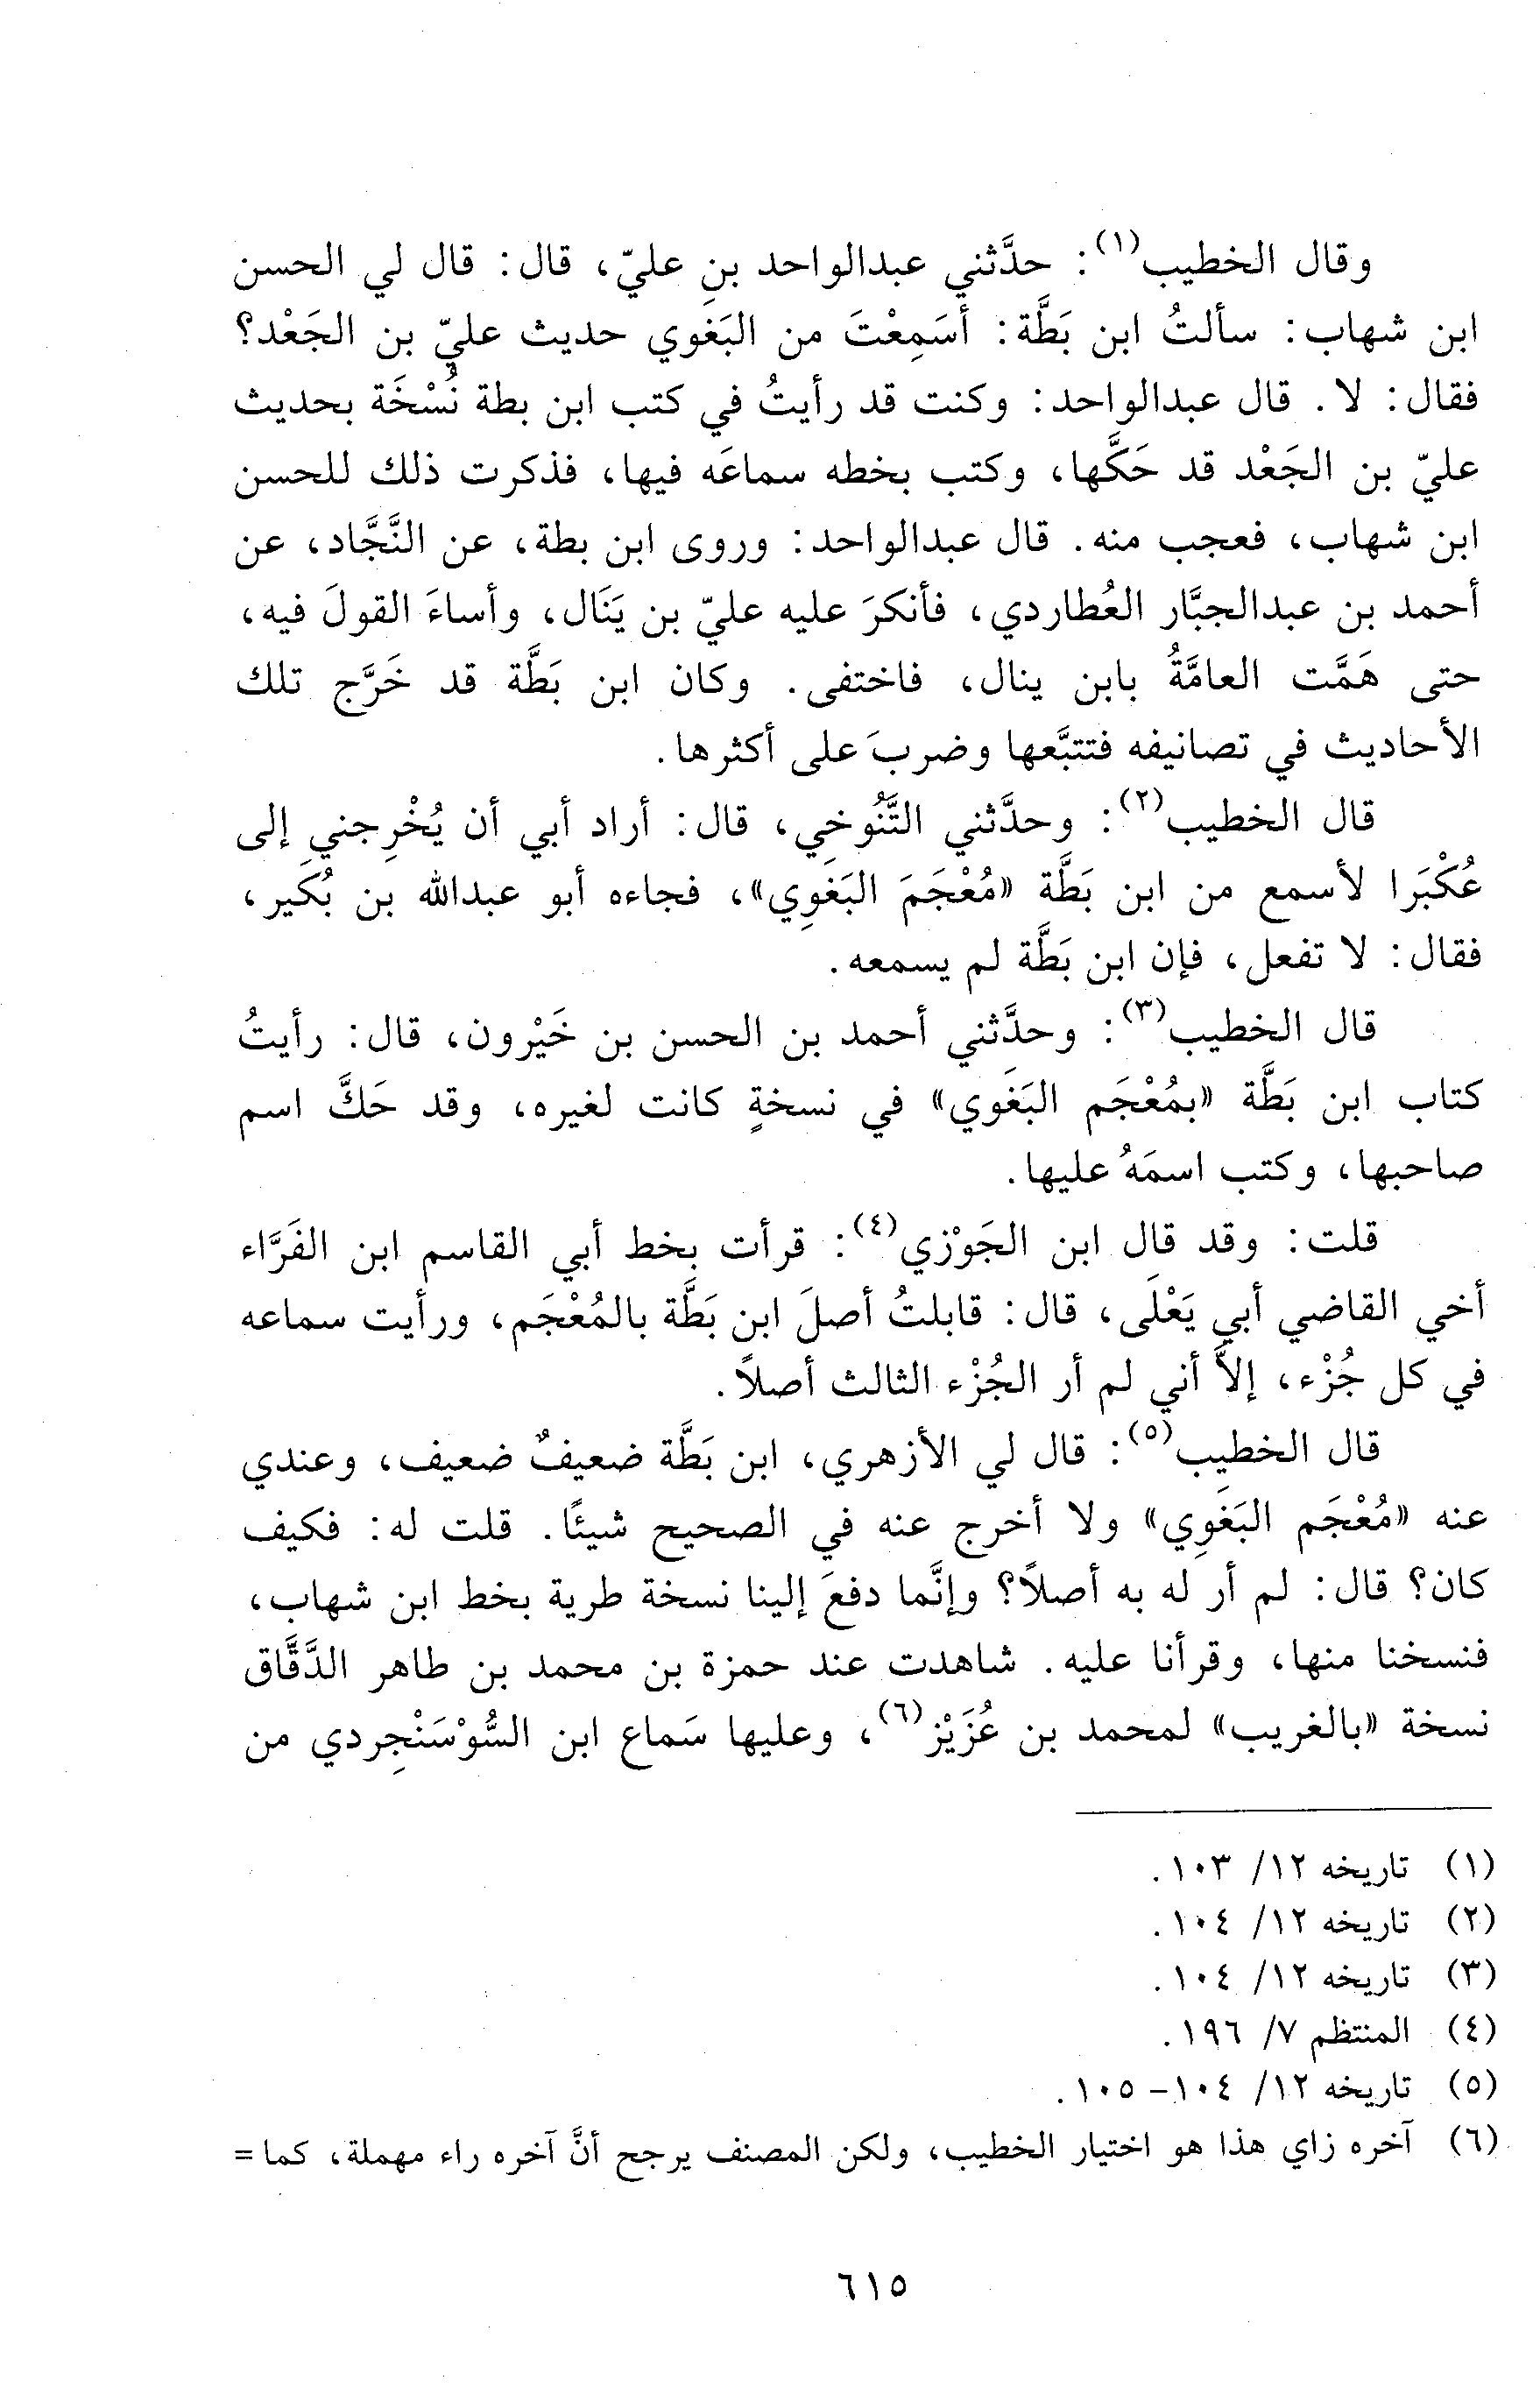 وقال الخطيب(١): حدَّثني عبدالواحد بنِ عليّ، قال: قال لي الحسن
ابن شهاب: سألتُ ابن بَطَّة: أسَمِعْتَ من البَغَوي حديث عليّ بن الجَعْد؟
فقال: لا. قال عبدالواحد: وكنت قد رأيتُ في كتب ابن بطة نُسْخَة بحديث
عليّ بن الجَعْد قد حَكَّها، وكتب بخطه سماعَه فيها، فذكرت ذلك للحسن
ابن شهاب، فعجب منه. قال عبدالواحد: وروى ابن بطة، عن النَّجَّاد، عن
أحمد بن عبدالجبَّار العُطاردي، فأنكرَ عليه عليّ بن يَنَال، وأساءَ القولَ فيه،
حتى هَمَّت العامَّةُ بابن ينال، فاختفى. وكان ابن بَطَّة قد خَرَّج تلك
الأحاديث في تصانيفه فتتبَّعها وضربَ على أكثرها.
قال الخطيب(٢): وحدَّثني التَّنُوخي، قال: أراد أبي أن يُخْرِجني إلى
عُكْبَرا لأسمع من ابن بَطَّة «مُعْجَمَ البَغَوِي»، فجاءه أبو عبدالله بن بُكَير،
فقال: لا تفعل، فإن ابن بَطَّة لم يسمعه.
قال الخطيب(٣): وحدَّثني أحمد بن الحسن بن خَيْرون، قال: رأيتُ
كتاب ابن بَطَّة «بمُعْجَم البَغَوي» في نسخةٍ كانت لغيره، وقد حَكَّ اسم
صاحبها، وكتب اسمَهُ عليها.
قلت: وقد قال ابن الجَوْزي(٤): قرأت بخط أبي القاسم ابن الفَرَّاء
أخي القاضي أبي يَعْلَى، قال: قابلتُ أصلَ ابن بَطَّة بالمُعْجَم، ورأيت سماعه
في كل جُزْء، إلاَّ أني لم أر الجُزْء الثالث أصلاً.
قال الخطيب(٥): قال لي الأزهري، ابن بَطَّة ضعيفٌ ضعيف، وعندي
عنه «مُعْجَم البَغَوِي» ولا أخرج عنه في الصحيح شيئًا. قلت له: فكيف
كان؟ قال: لم أر له به أصلاً؟ وإنَّما دفعَ إلينا نسخة طرية بخط ابن شهاب،
فنسخنا منها، وقرأنا عليه. شاهدت عند حمزة بن محمد بن طاهر الدَّقَّاق
نسخة «بالغريب» لمحمد بن عُزَيْز(٦)، وعليها سَماع ابن السُّوْسَنْجِردي من
(١) تاريخه ١٢/ ١٠٣.
(٢) تاريخه ١٢/ ١٠٤.
(٣) تاريخه ١٢/ ١٠٤.
(٤) المنتظم ٧/ ١٩٦.
(٥) تاريخه ١٢/ ١٠٤- ١٠٥.
(٦) آخره زاي هذا هو اختيار الخطيب، ولكن المصنف يرجح أنَّ آخره راء مهملة، كما =
٦١٥